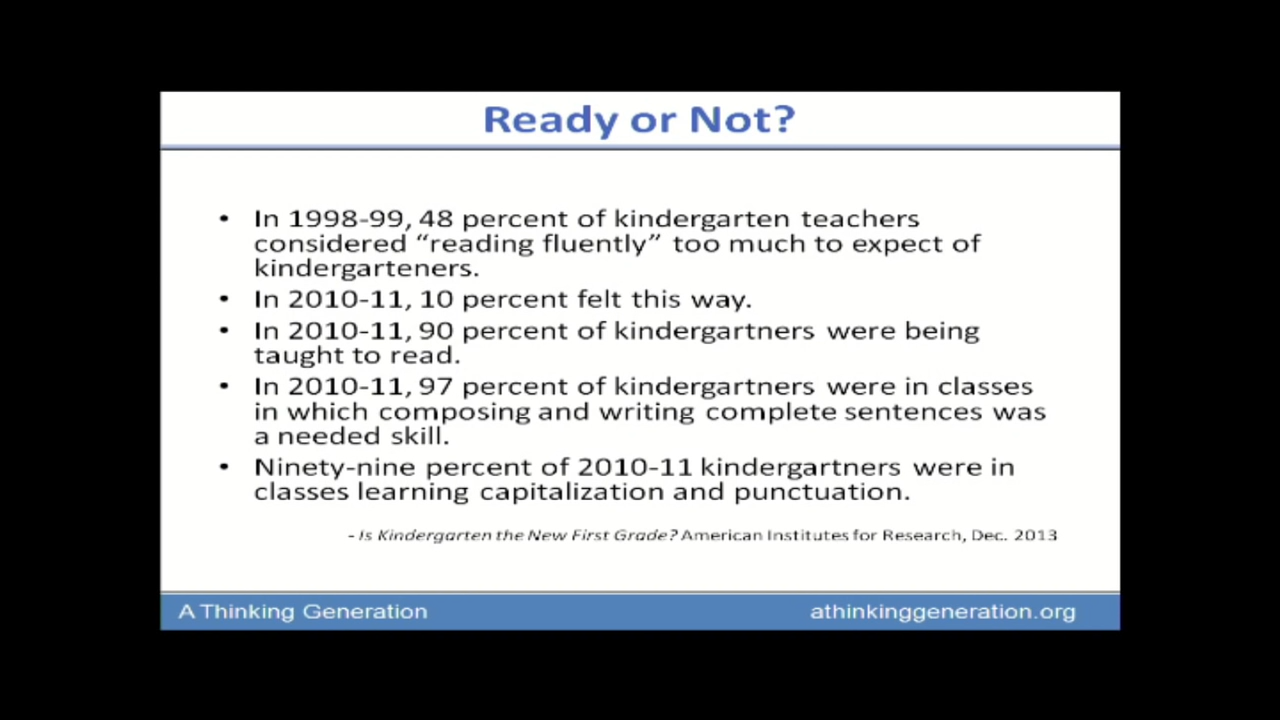 Ready or Not?
• In 1998-99, 48 percent of kindergarten teachers
considered “reading fluently” too much to expect of
kindergarteners.
• In 2010-11, 10 percent felt this way.
• In 2010-11, 90 percent of kindergartners were being
taught to read.
• In 2010-11, 97 percent of kindergartners were in classes
in which composing and writing complete sentences was
a needed skill.
• Ninety-nine percent of 2010-11 kindergartners were in
classes learning capitalization and punctuation.
- Is Kindergarten the New First Grade? American Institutes for Research, Dec. 2013
A Thinking Generation
athinkinggeneration.org